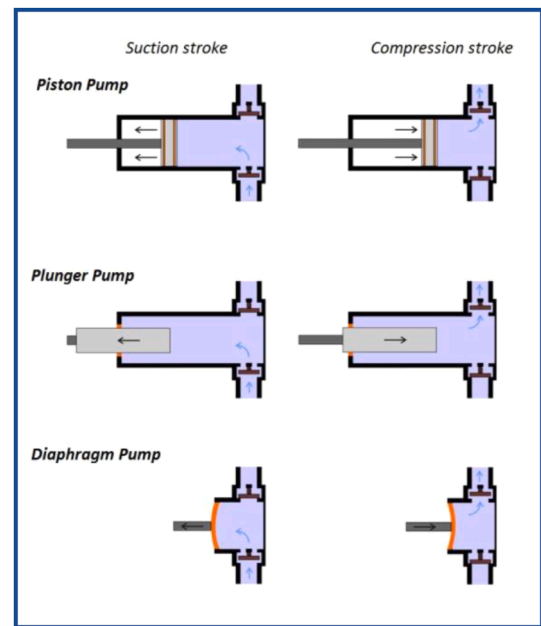 Suction stroke
Compression stroke
Piston Pump
Plunger Pump
Diaphragm Pump